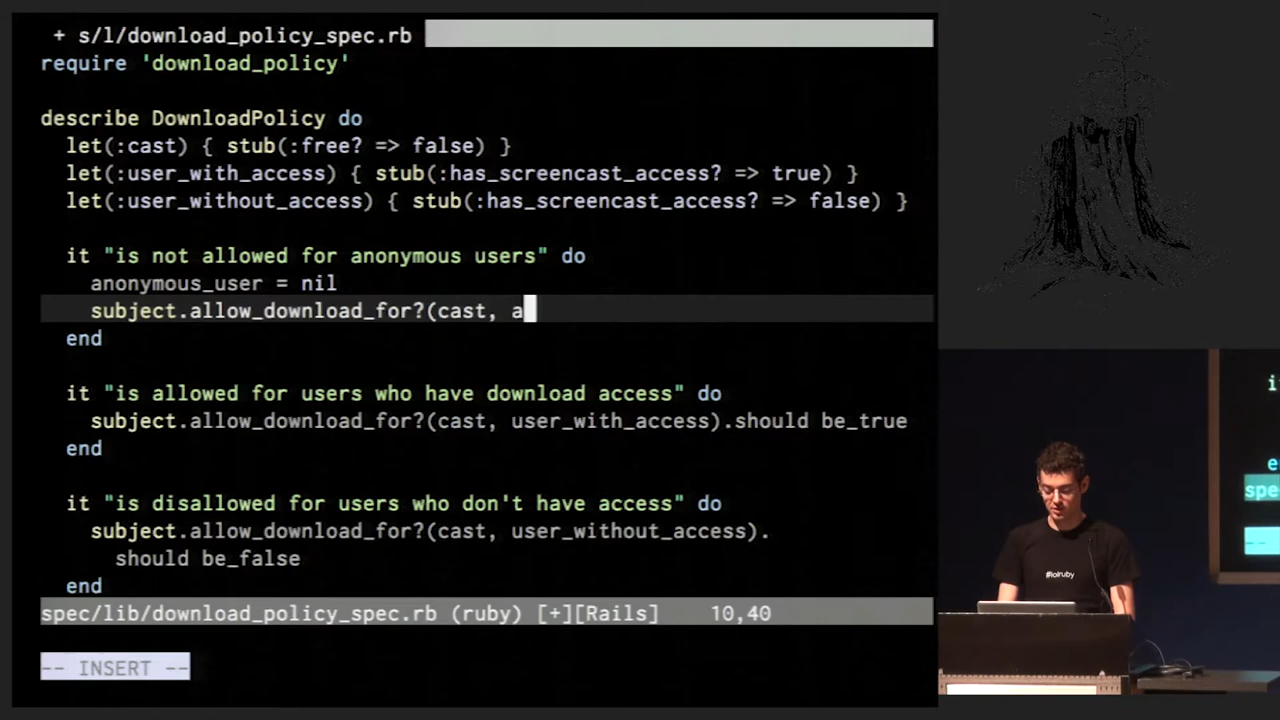 + s/l/download_policy_spec.rb
require 'download_policy'
describe DownloadPolicy do
let(:cast) { stub(:free? => false) }
let(:user_with_access) { stub(:has_screencast_access? => true) }
let(:user_without_access) { stub(:has_screencast_access? => false) }
it "is not allowed for anonymous users" do
anonymous_user = nil
subject.allow_download_for?(cast, a
end
it "is allowed for users who have download access" do
subject.allow_download_for?(cast, user_with_access).should be_true
end
it "is disallowed for users who don't have access" do
subject.allow_download_for?(cast, user_without_access).
should be_false
end
spec/lib/download_policy_spec.rb (ruby) [+][Rails] 10,40
-- INSERT --
#lolruby
i
e
spe
--